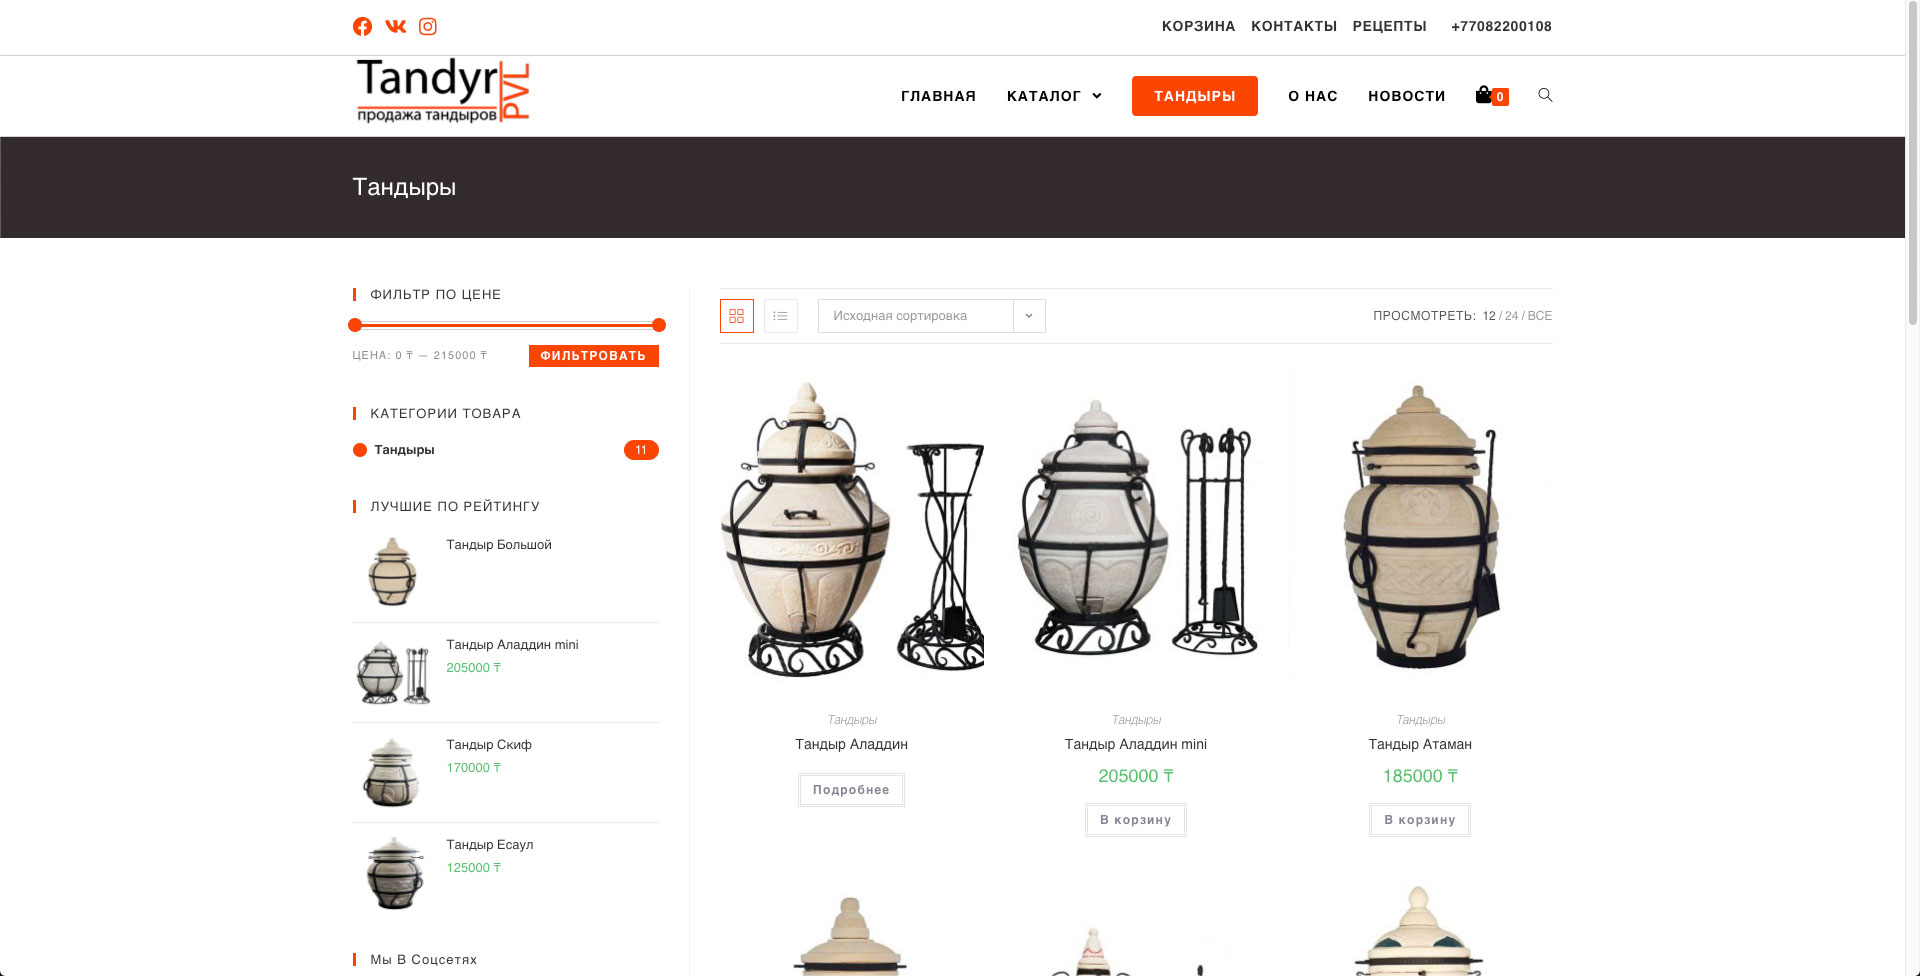 КОРЗИНА КОНТАКТЫ РЕЦЕПТЫ +77082200108
Tandyr PVL
продажа тандыров
ГЛАВНАЯ КАТАЛОГ ТАНДЫРЫ О НАС НОВОСТИ 0
Тандыры
ФИЛЬТР ПО ЦЕНЕ
ЦЕНА: 0 ₸ — 215000 ₸ ФИЛЬТРОВАТЬ
КАТЕГОРИИ ТОВАРА
Тандыры 11
ЛУЧШИЕ ПО РЕЙТИНГУ
Тандыр Большой
Тандыр Аладдин mini
205000 ₸
Тандыр Скиф
170000 ₸
Тандыр Есаул
125000 ₸
Мы В Соцсетях
Исходная сортировка
ПРОСМОТРЕТЬ: 12 / 24 / ВСЕ
Тандыры
Тандыр Аладдин
Подробнее
Тандыры
Тандыр Аладдин mini
205000 ₸
В корзину
Тандыры
Тандыр Атаман
185000 ₸
В корзину